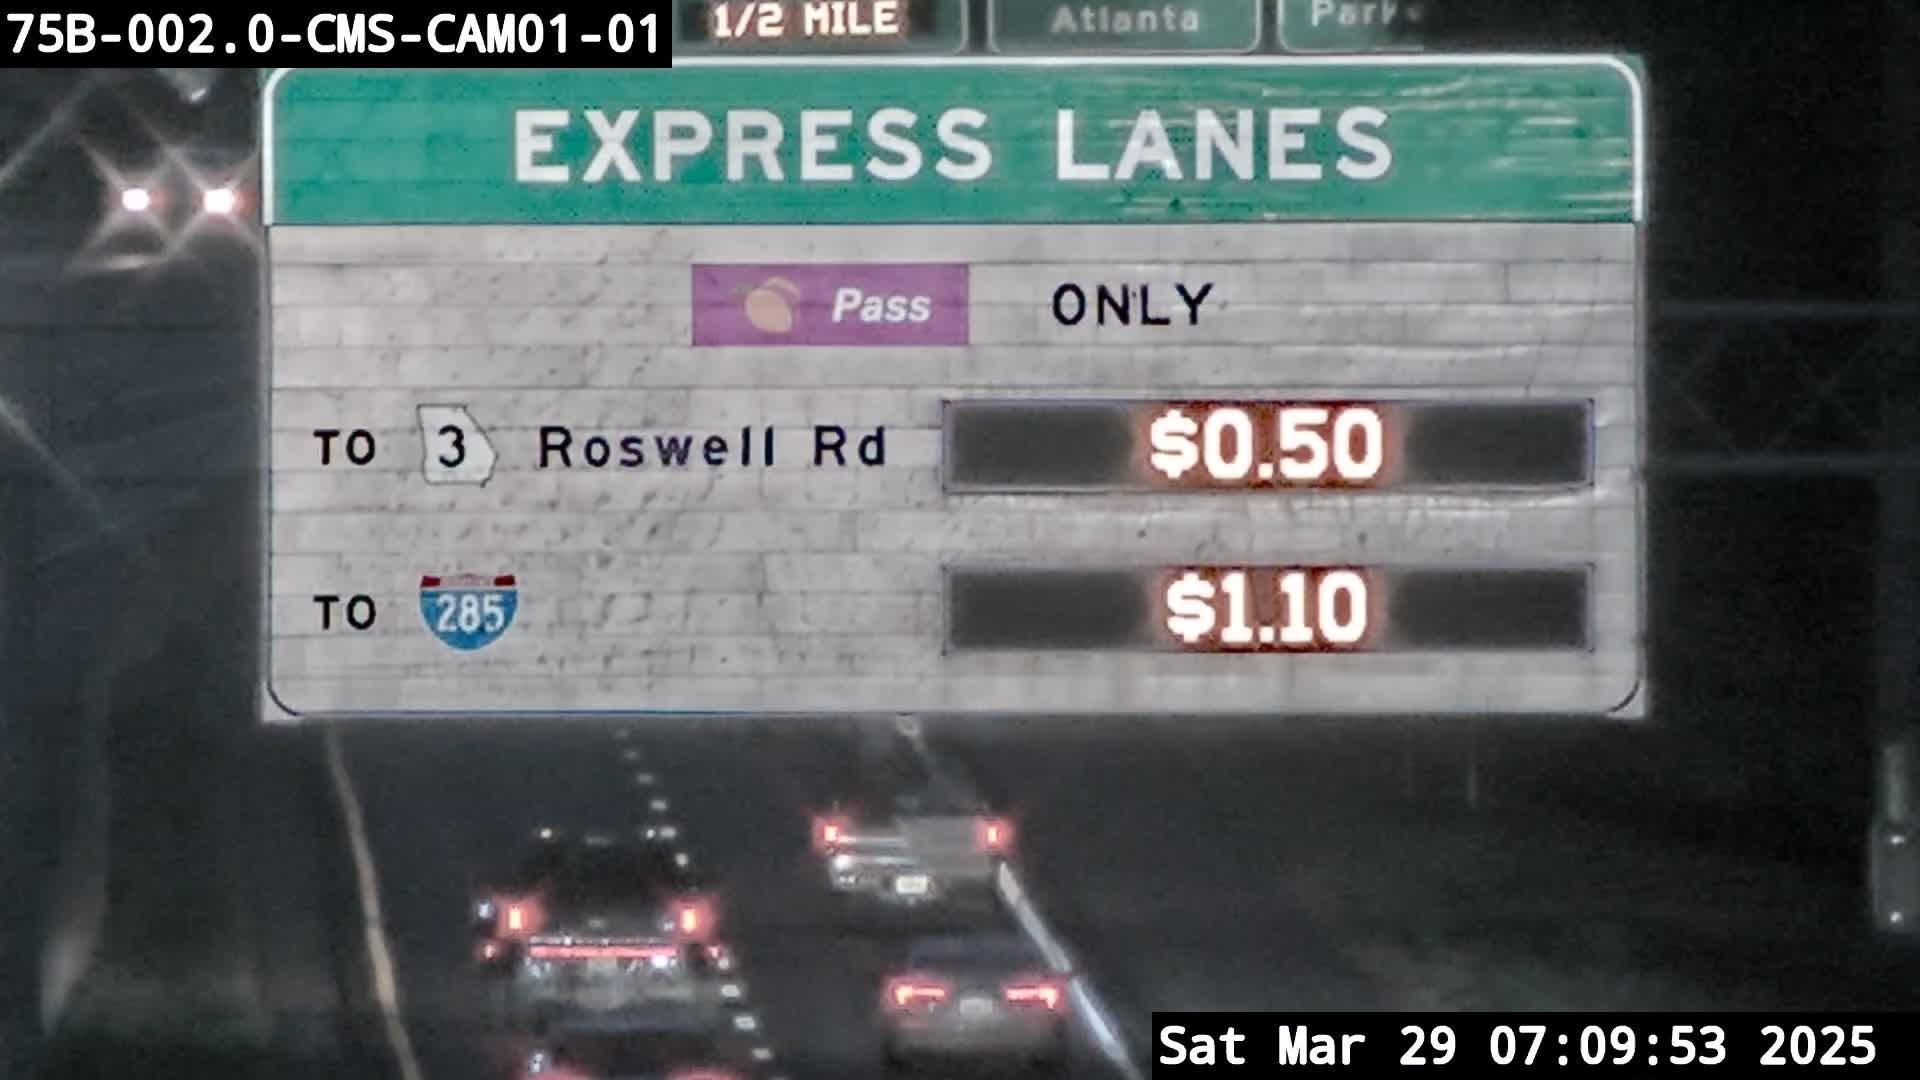 75B-002.0-CMS-CAM01-01
1/2 MILE
Atlanta
EXPRESS LANES
Pass ONLY
TO 3 Roswell Rd $0.50
TO 285 $1.10
Sat Mar 29 07:09:53 2025